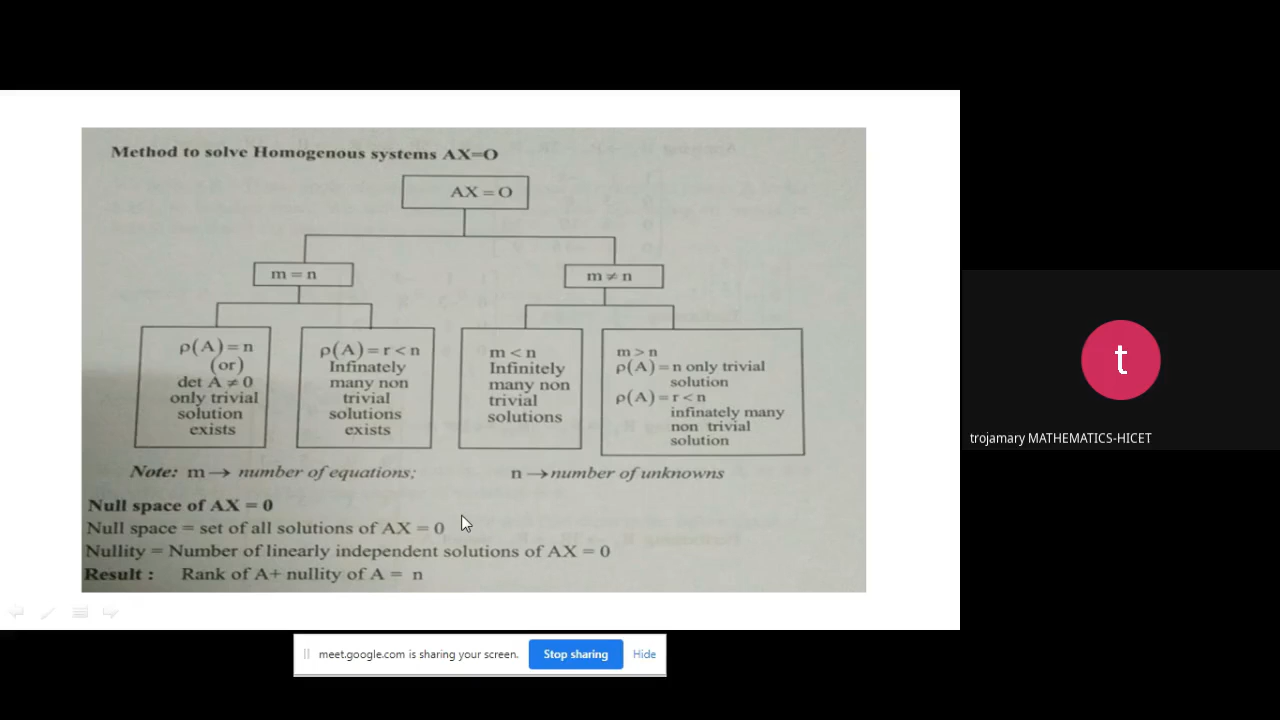 Method to solve Homogenous systems AX=O
AX = O
m = n
m ≠ n
ρ(A) = n
(or)
det A ≠ 0
only trivial
solution
exists
ρ(A) = r < n
Infinately
many non
trivial
solutions
exists
m < n
Infinitely
many non
trivial
solutions
m > n
ρ(A) = n only trivial
solution
ρ(A) = r < n
infinately many
non trivial
solution
Note: m → number of equations; n → number of unknowns
Null space of AX = 0
Null space = set of all solutions of AX = 0
Nullity = Number of linearly independent solutions of AX = 0
Result : Rank of A+ nullity of A = n
t
trojamary MATHEMATICS-HICET
meet.google.com is sharing your screen.
Stop sharing
Hide